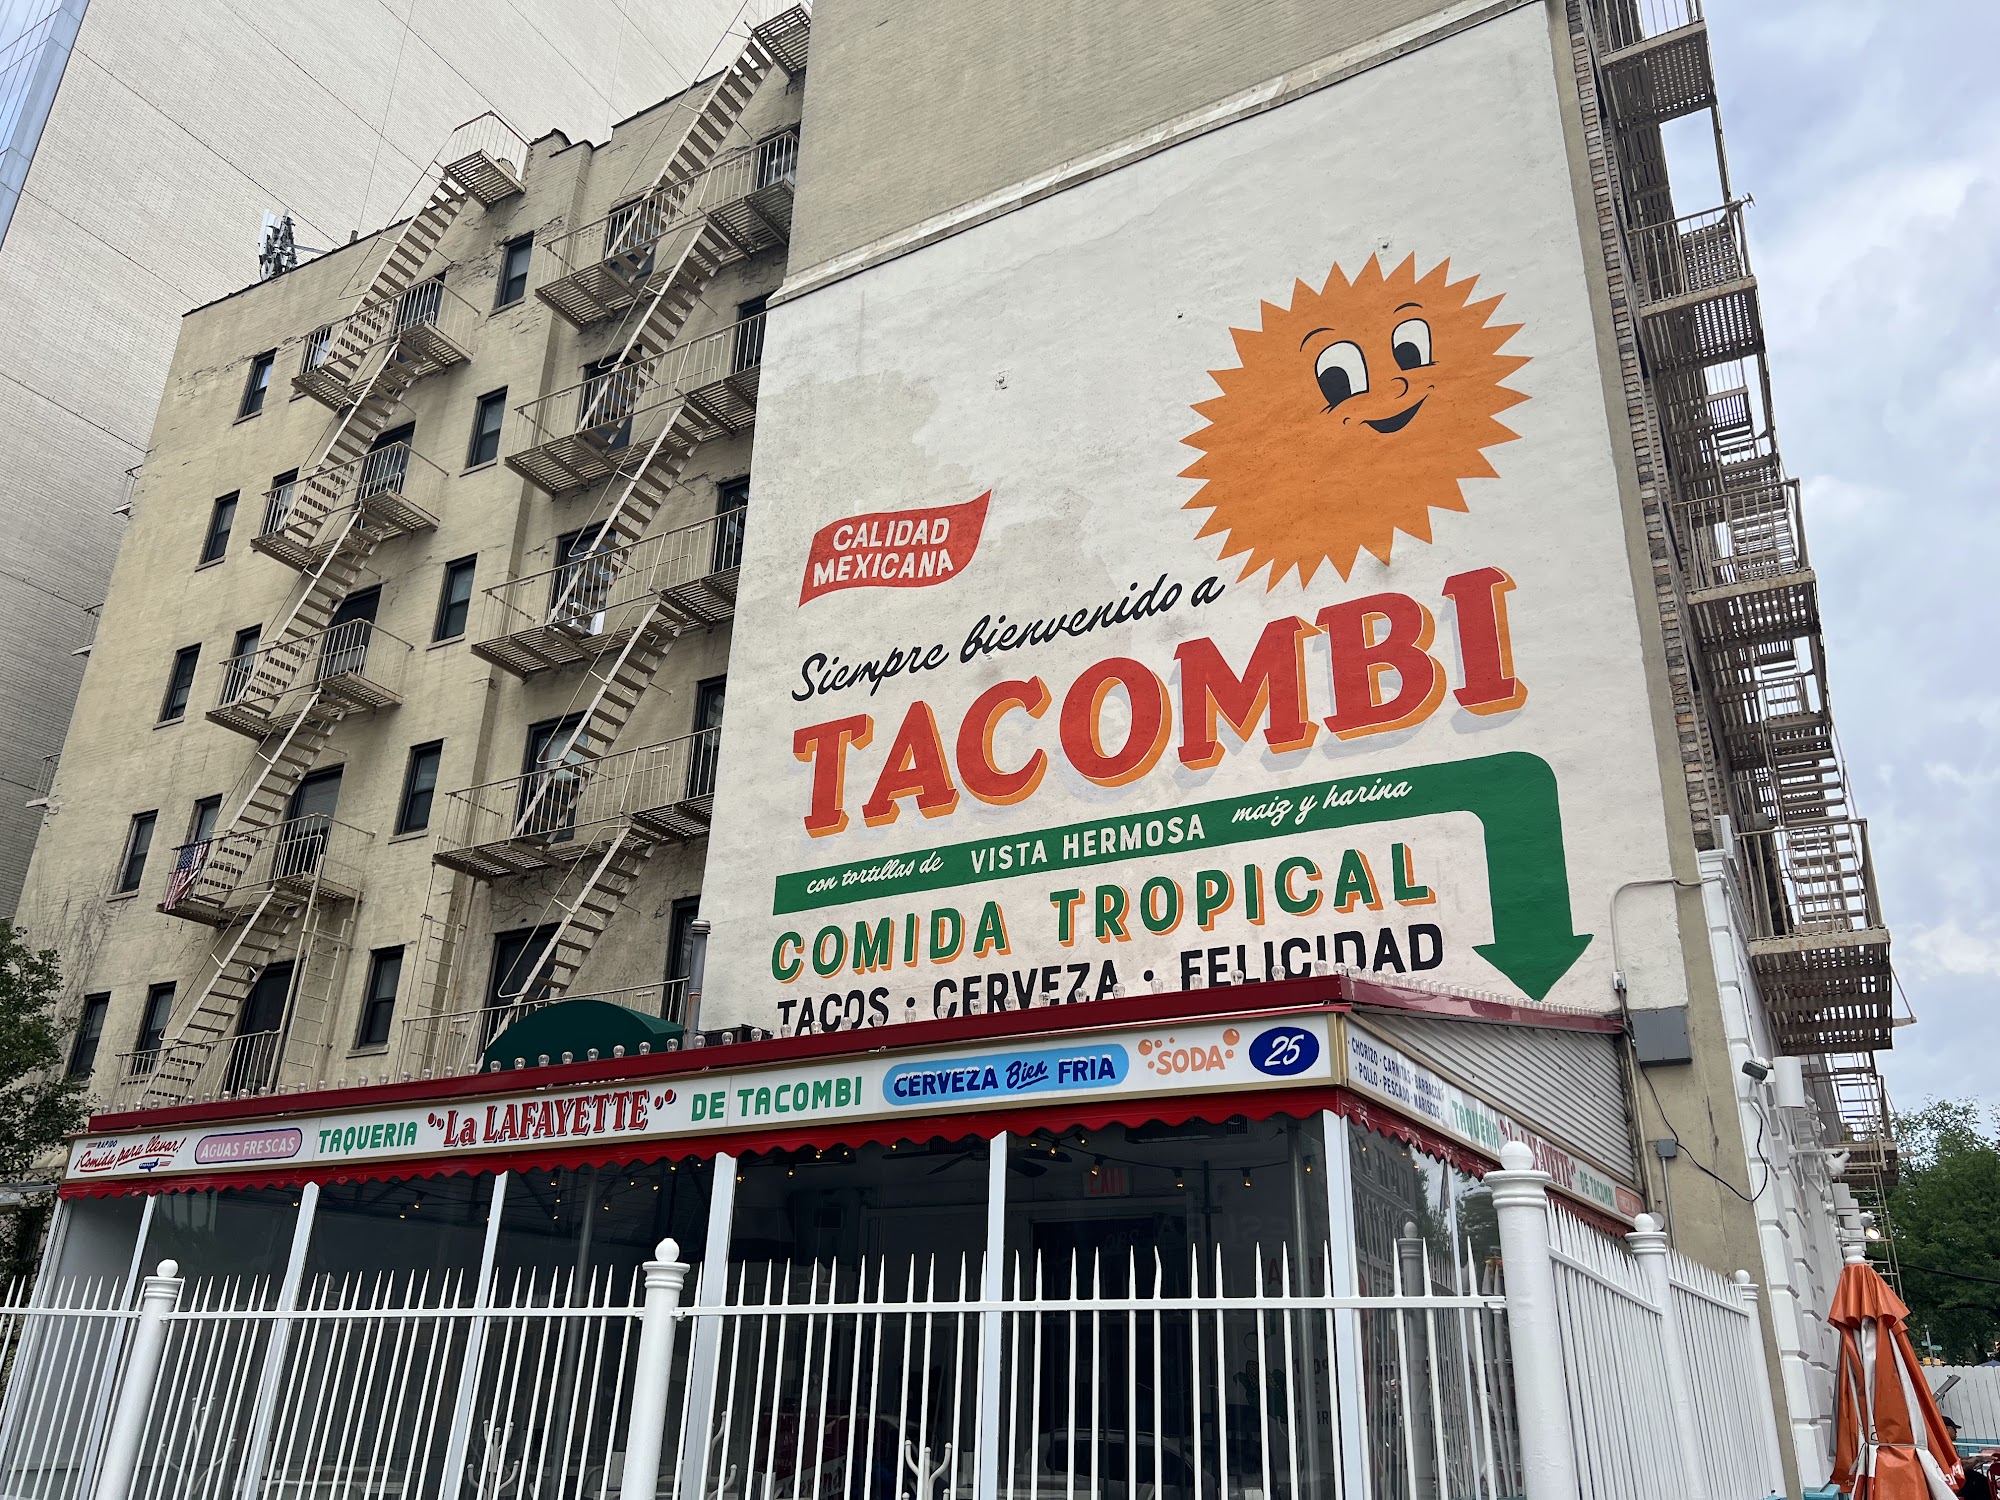 CALIDAD
MEXICANA
Siempre bienvenido a
TACOMBI
con tortillas de VISTA HERMOSA maiz y harina
COMIDA TROPICAL
TACOS · CERVEZA · FELICIDAD
RAPIDO
¡Comida para llevar!
AGUAS FRESCAS
TAQUERIA "La LAFAYETTE" DE TACOMBI
CERVEZA Bien FRIA
SODA
25
CHORIZO · CARNITAS · BARBACOA
· POLLO · PESCADO · MARISCOS
TAQUERIA "La LAFAYETTE" DE TACOMBI
EXIT